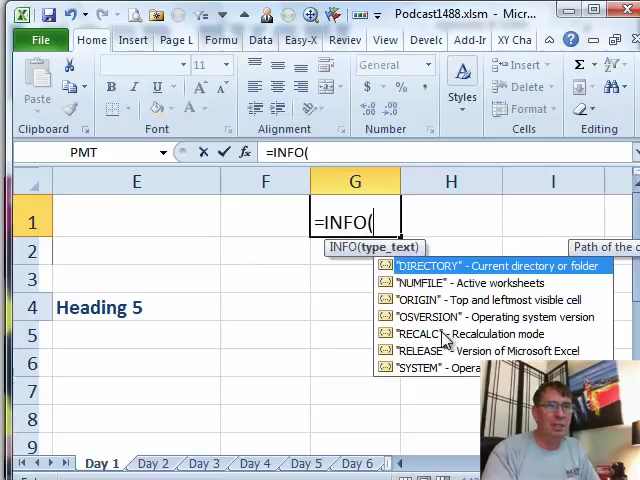 Podcast1488.xlsm - Micr...
File Home Insert Page L Formu Data Easy-X Review View Develo Add-In XY Cha
Paste
Clipboard
11
B I U
Font
Alignment
General
$ % ,
Number
Styles
Insert
Delete
Format
Cells
Editing
PMT =INFO(
E F G H I
1 =INFO(
INFO(type_text) Path of the c
2 "DIRECTORY" - Current directory or folder
"NUMFILE" - Active worksheets
3 "ORIGIN" - Top and leftmost visible cell
"OSVERSION" - Operating system version
4 Heading 5
"RECALC" - Recalculation mode
5 "RELEASE" - Version of Microsoft Excel
6 "SYSTEM" - Opera
7
8
9
Day 1 Day 2 Day 3 Day 4 Day 5 Day 6